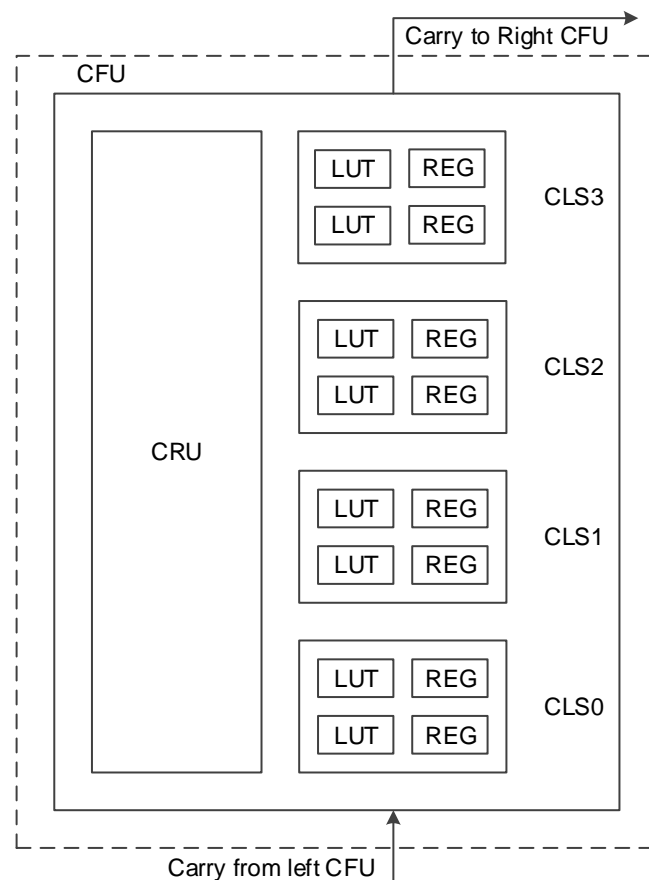 Carry to Right CFU
CFU
LUT REG
CLS3
LUT REG
LUT REG
CLS2
LUT REG
CRU
LUT REG
CLS1
LUT REG
LUT REG
CLS0
LUT REG
Carry from left CFU